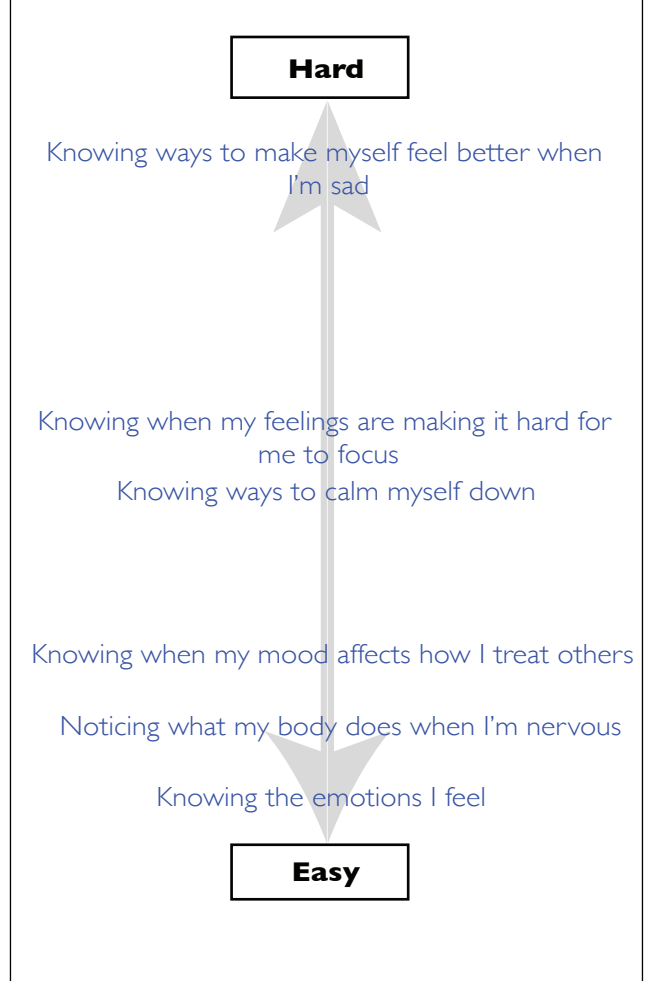 Hard
Knowing ways to make myself feel better when
I'm sad
Knowing when my feelings are making it hard for
me to focus
Knowing ways to calm myself down
Knowing when my mood affects how I treat others
Noticing what my body does when I'm nervous
Knowing the emotions I feel
Easy